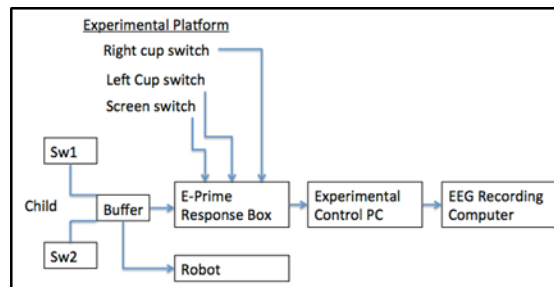 Experimental Platform
Right cup switch
Left Cup switch
Screen switch
Sw1
Child
Buffer
E-Prime
Response Box
Experimental
Control PC
EEG Recording
Computer
Sw2
Robot